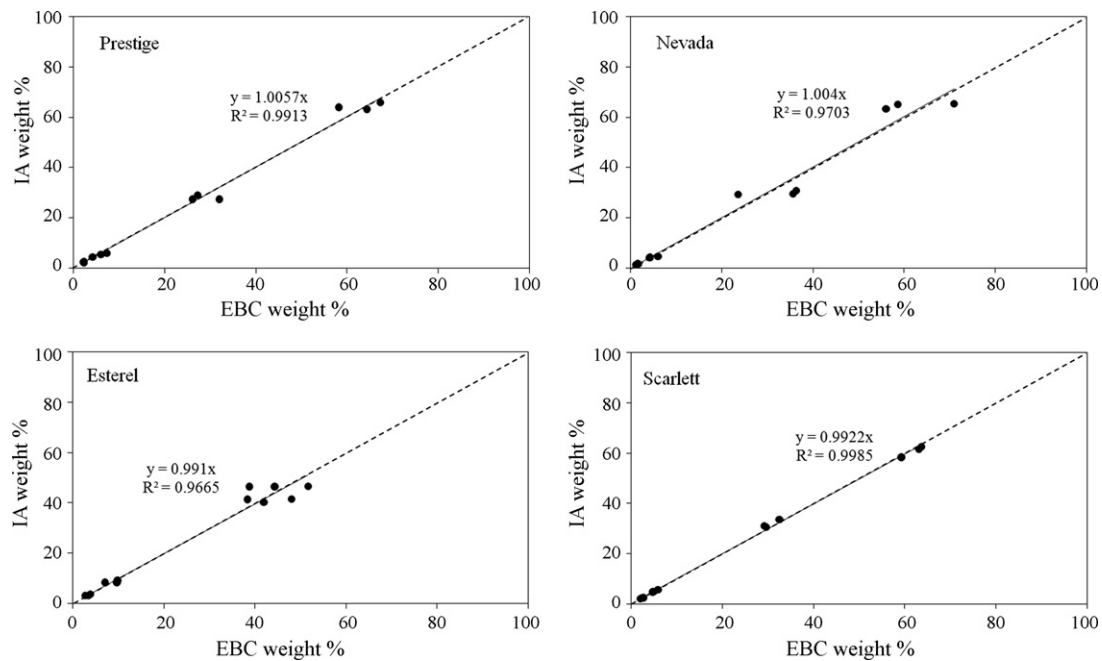 Prestige
y = 1.0057x
R² = 0.9913
100
80
60
40
20
0
0
20
40
60
80
100
IA weight %
EBC weight %
Nevada
y = 1.004x
R² = 0.9703
100
80
60
40
20
0
0
20
40
60
80
100
IA weight %
EBC weight %
Esterel
y = 0.991x
R² = 0.9665
100
80
60
40
20
0
0
20
40
60
80
100
IA weight %
EBC weight %
Scarlett
y = 0.9922x
R² = 0.9985
100
80
60
40
20
0
0
20
40
60
80
100
IA weight %
EBC weight %